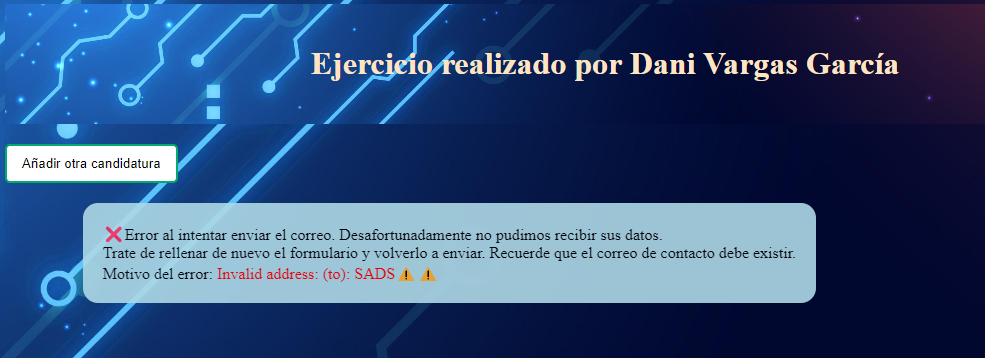 Ejercicio realizado por Dani Vargas García
Añadir otra candidatura
❌Error al intentar enviar el correo. Desafortunadamente no pudimos recibir sus datos.
Trate de rellenar de nuevo el formulario y volverlo a enviar. Recuerde que el correo de contacto debe existir.
Motivo del error: Invalid address: (to): SADS⚠️⚠️